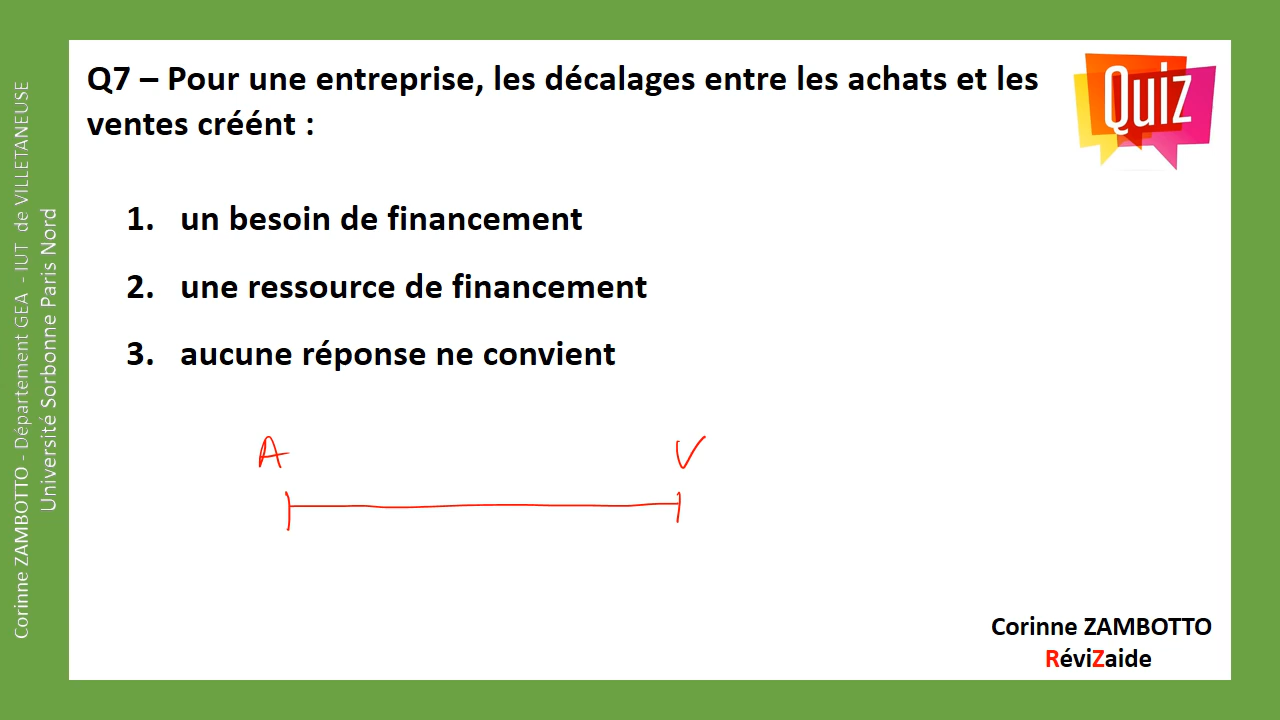 Q7 – Pour une entreprise, les décalages entre les achats et les
ventes créént :
Quiz
1. un besoin de financement
2. une ressource de financement
3. aucune réponse ne convient
A
V
Corinne ZAMBOTTO
RéviZaide
Corinne ZAMBOTTO - Département GEA - IUT de VILLETANEUSE
Université Sorbonne Paris Nord